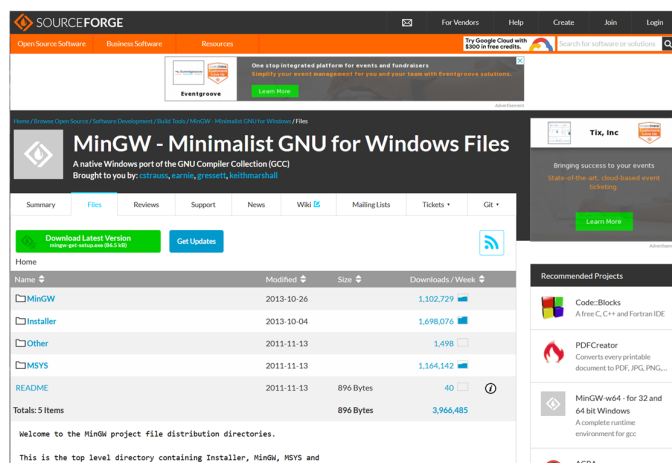 SOURCEFORGE
For Vendors Help Create Join Login
Open Source Software Business Software Resources
Try Google Cloud with $300 in free credits.
Search for software or solutions
One stop integrated platform for events and fundraisers
Simplify your event management for you and your team with Eventgroove solutions.
Eventgroove
Learn More
Advertisement
Home / Browse Open Source / Software Development / Build Tools / MinGW - Minimalist GNU for Windows / Files
MinGW - Minimalist GNU for Windows Files
A native Windows port of the GNU Compiler Collection (GCC)
Brought to you by: cstrauss, earnie, gressett, keithmarshall
Summary Files Reviews Support News Wiki Mailing Lists Tickets Git
Download Latest Version
mingw-get-setup.exe (86.5 kB)
Get Updates
Home
Name Modified Size Downloads / Week
MinGW 2013-10-26 1,102,729
Installer 2013-10-04 1,698,076
Other 2011-11-13 1,498
MSYS 2011-11-13 1,164,142
README 2011-11-13 896 Bytes 40
Totals: 5 Items 896 Bytes 3,966,485
Welcome to the MinGW project file distribution directories.
This is the top level directory containing Installer, MinGW, MSYS and
Tix, Inc
Bringing success to your events
State-of-the art, cloud-based event
ticketing
Learn More
Recommended Projects
Code::Blocks
A free C, C++ and Fortran IDE
PDFCreator
Converts every printable
document to PDF, JPG, PNG,...
MinGW-w64 - for 32 and
64 bit Windows
A complete runtime
environment for gcc